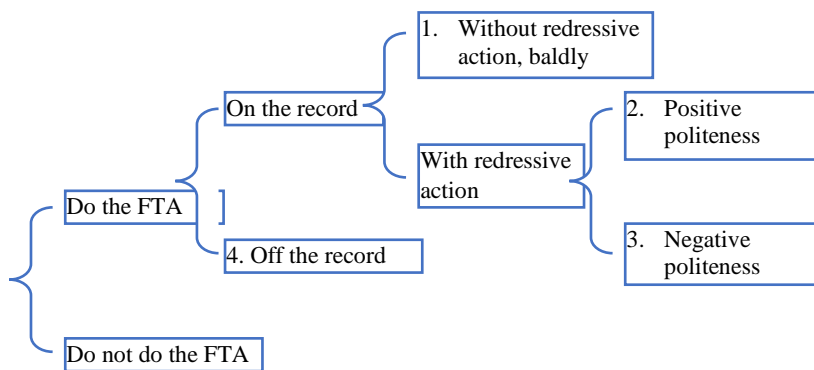 1. Without redressive
action, baldly
On the record
2. Positive
politeness
With redressive
action
Do the FTA
4. Off the record
3. Negative
politeness
Do not do the FTA